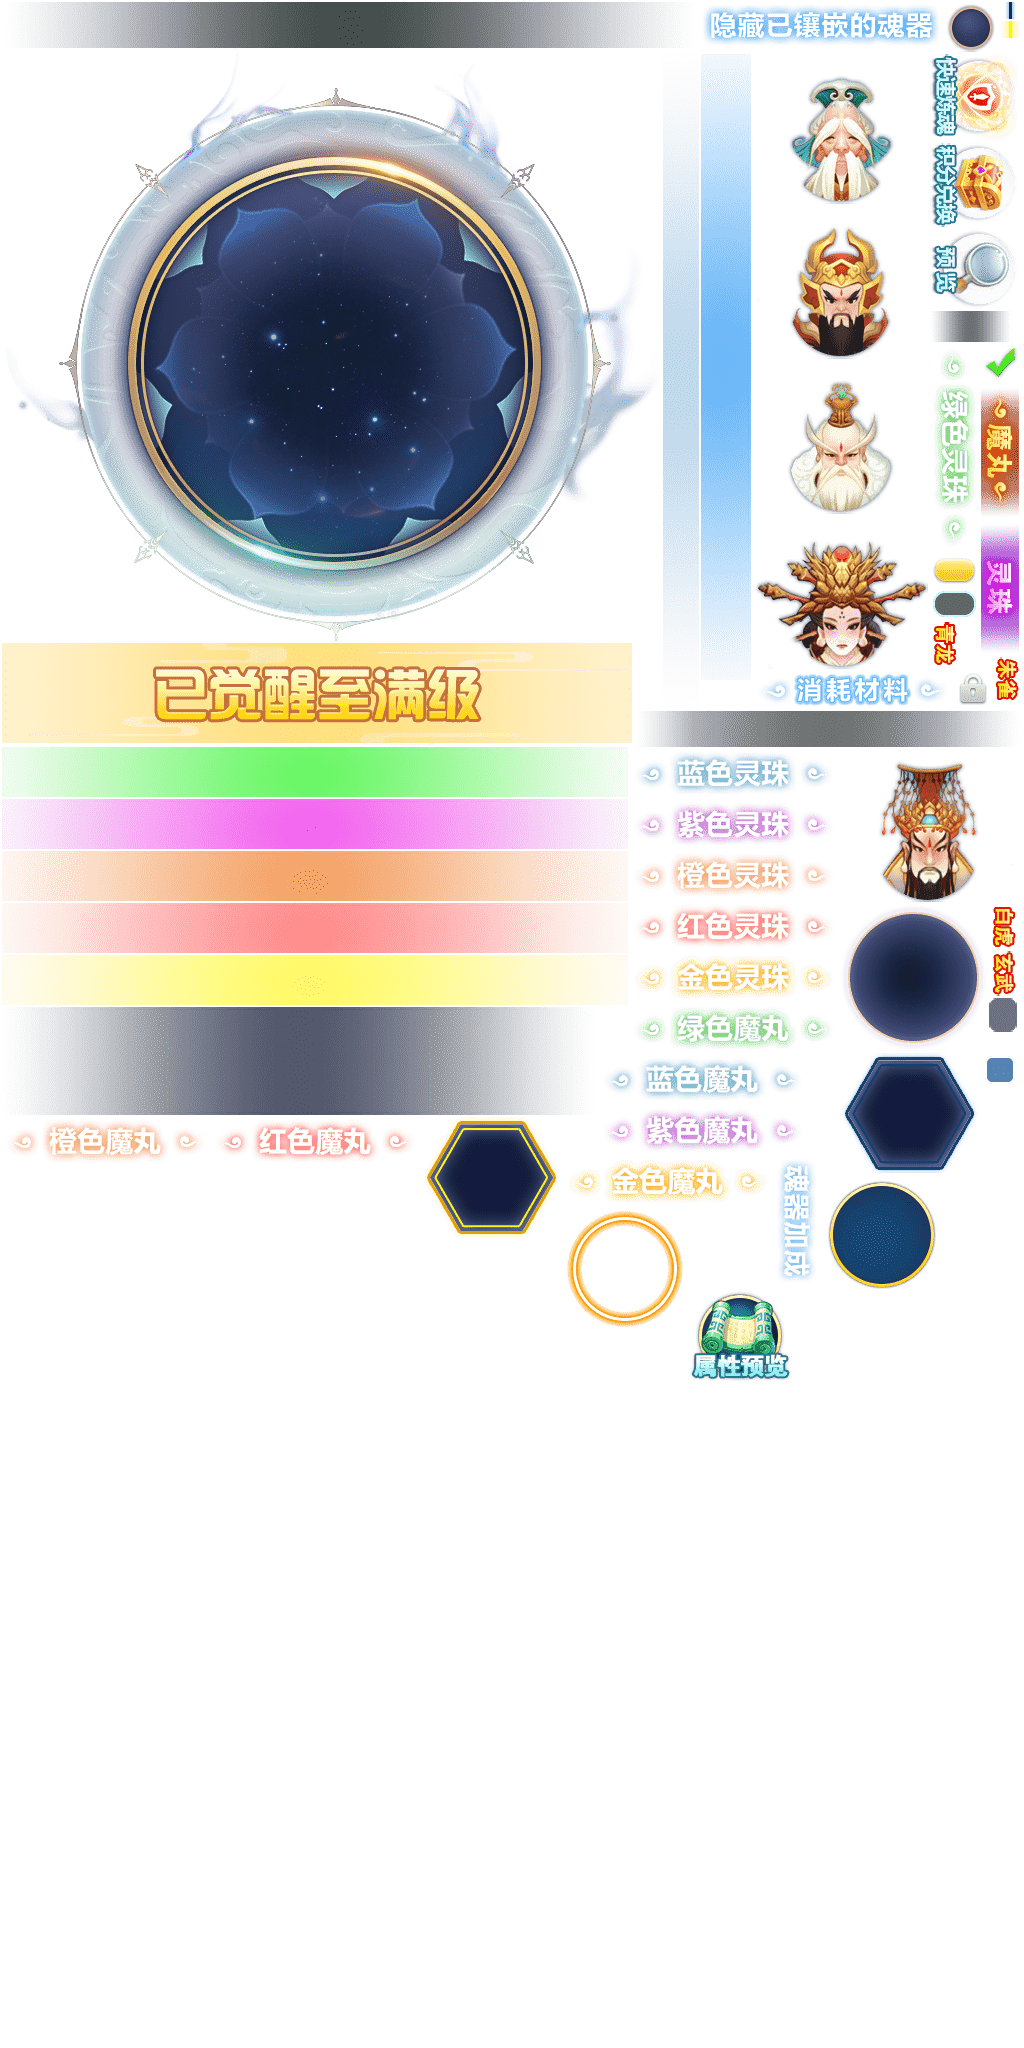 隐藏已镶嵌的魂器
快速炼魂
积分兑换
预览
绿色灵珠
魔丸
灵珠
青龙
朱雀
消耗材料
已觉醒至满级
蓝色灵珠
紫色灵珠
橙色灵珠
红色灵珠
金色灵珠
白虎
玄武
绿色魔丸
蓝色魔丸
紫色魔丸
橙色魔丸
红色魔丸
金色魔丸
魂器加成
属性预览